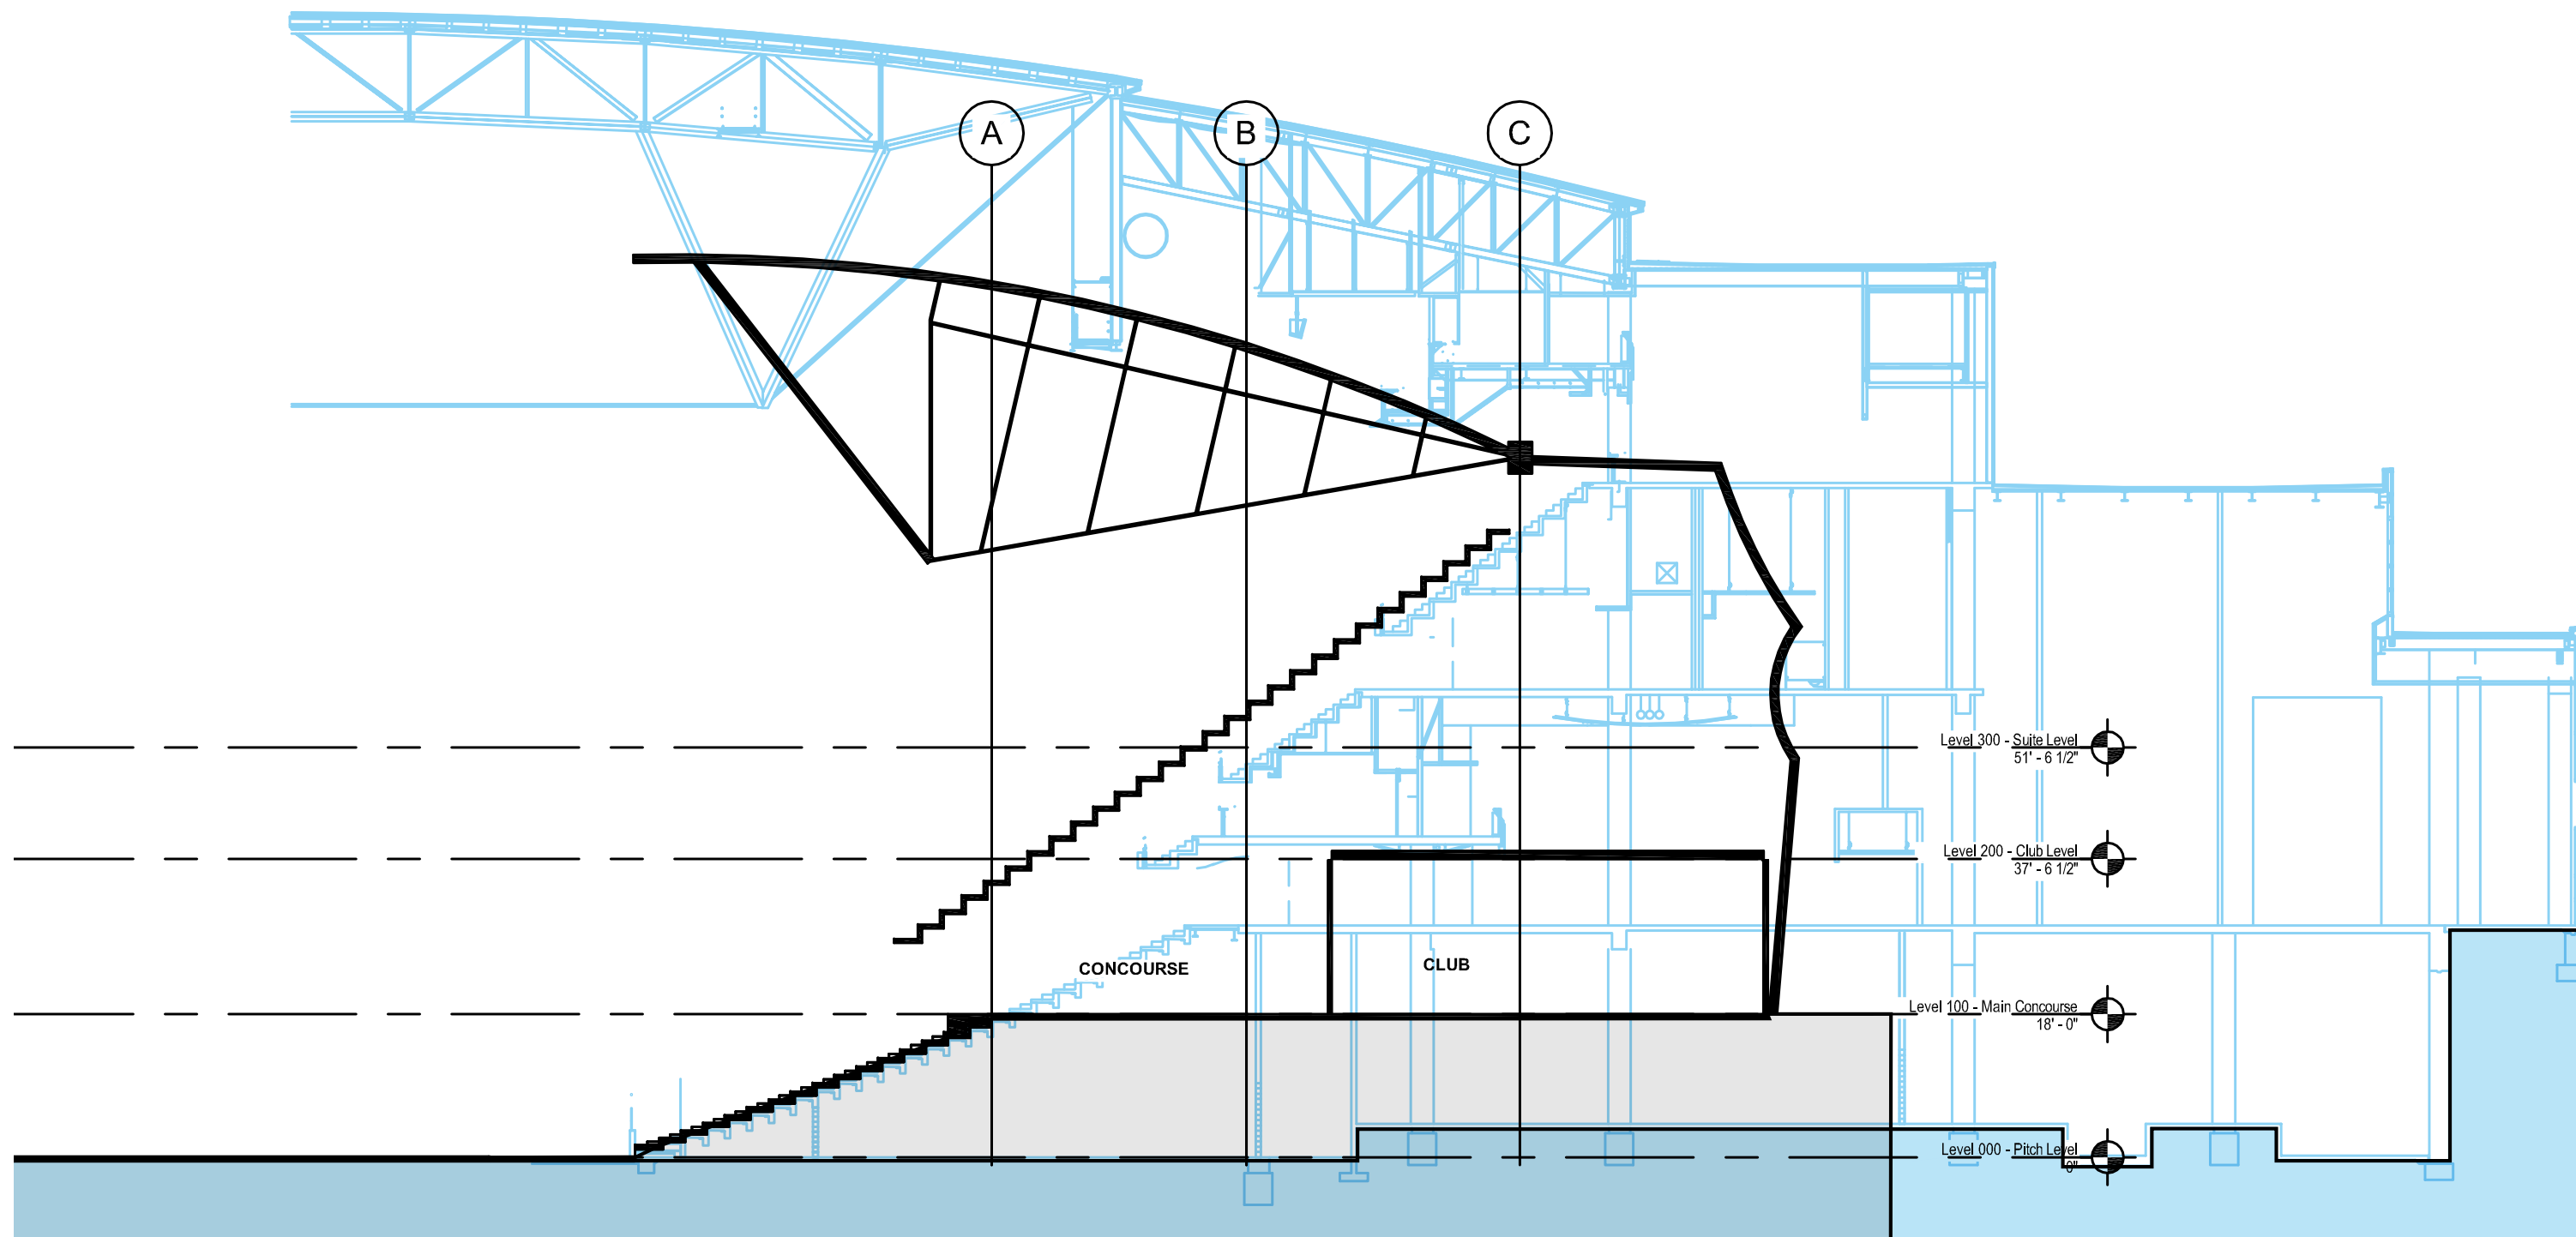 A
B
C
Level 300 - Suite Level
51' - 6 1/2"
Level 200 - Club Level
37' - 6 1/2"
CONCOURSE
CLUB
Level 100 - Main Concourse
18' - 0"
Level 000 - Pitch Level
0"